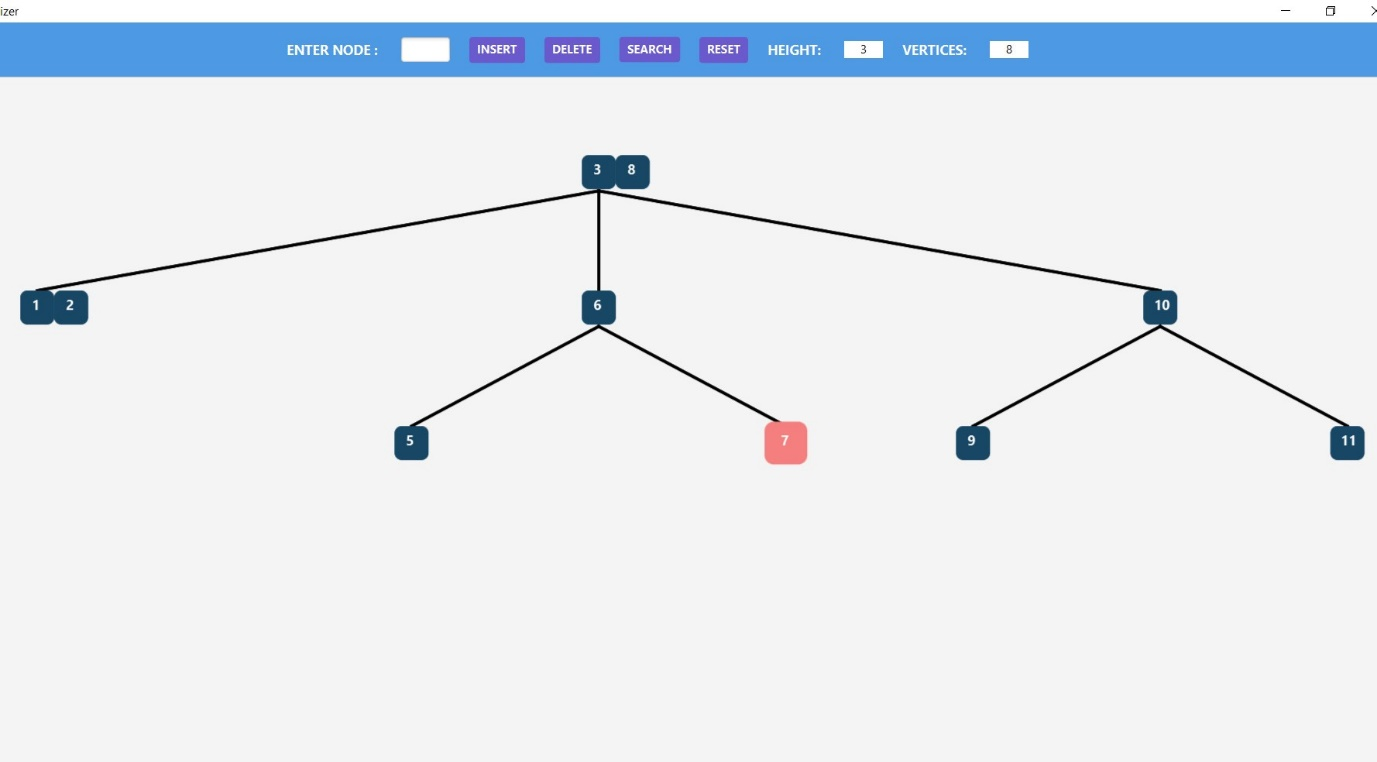 izer
ENTER NODE : INSERT DELETE SEARCH RESET HEIGHT: 3 VERTICES: 8
3 8
1 2 6 10
5 7 9 11